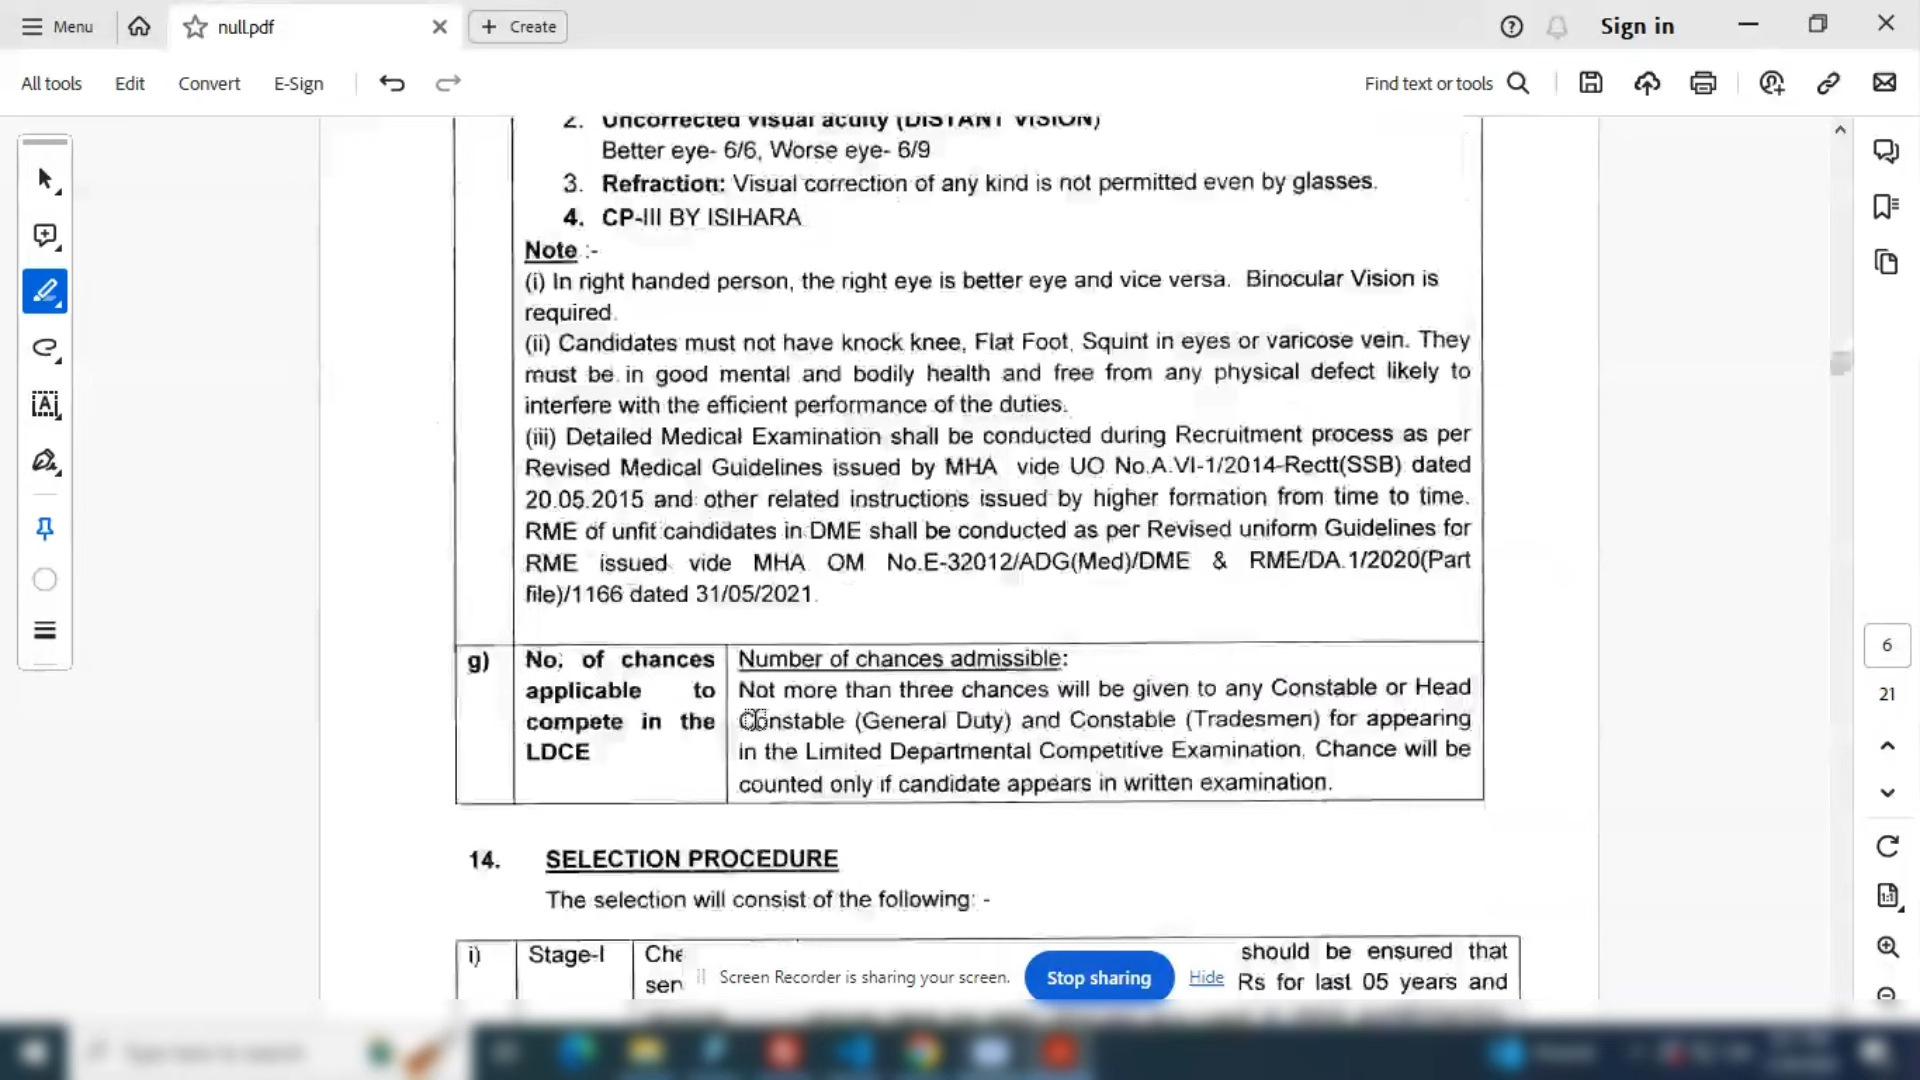 Menu
null.pdf
Create
Sign in
All tools
Edit
Convert
E-Sign
Find text or tools
2. Uncorrected visual acuity (DISTANT VISION)
Better eye- 6/6, Worse eye- 6/9
3. Refraction: Visual correction of any kind is not permitted even by glasses.
4. CP-III BY ISIHARA
Note :-
(i) In right handed person, the right eye is better eye and vice versa. Binocular Vision is
required.
(ii) Candidates must not have knock knee, Flat Foot, Squint in eyes or varicose vein. They
must be in good mental and bodily health and free from any physical defect likely to
interfere with the efficient performance of the duties.
(iii) Detailed Medical Examination shall be conducted during Recruitment process as per
Revised Medical Guidelines issued by MHA vide UO No.A.VI-1/2014-Rectt(SSB) dated
20.05.2015 and other related instructions issued by higher formation from time to time.
RME of unfit candidates in DME shall be conducted as per Revised uniform Guidelines for
RME issued vide MHA OM No.E-32012/ADG(Med)/DME & RME/DA.1/2020(Part
file)/1166 dated 31/05/2021.
g)
No. of chances
applicable to
compete in the
LDCE
Number of chances admissible:
Not more than three chances will be given to any Constable or Head
Constable (General Duty) and Constable (Tradesmen) for appearing
in the Limited Departmental Competitive Examination. Chance will be
counted only if candidate appears in written examination.
6
21
14. SELECTION PROCEDURE
The selection will consist of the following: -
i) Stage-I Che should be ensured that
ser Rs for last 05 years and
Screen Recorder is sharing your screen.
Stop sharing
Hide
Type here to search